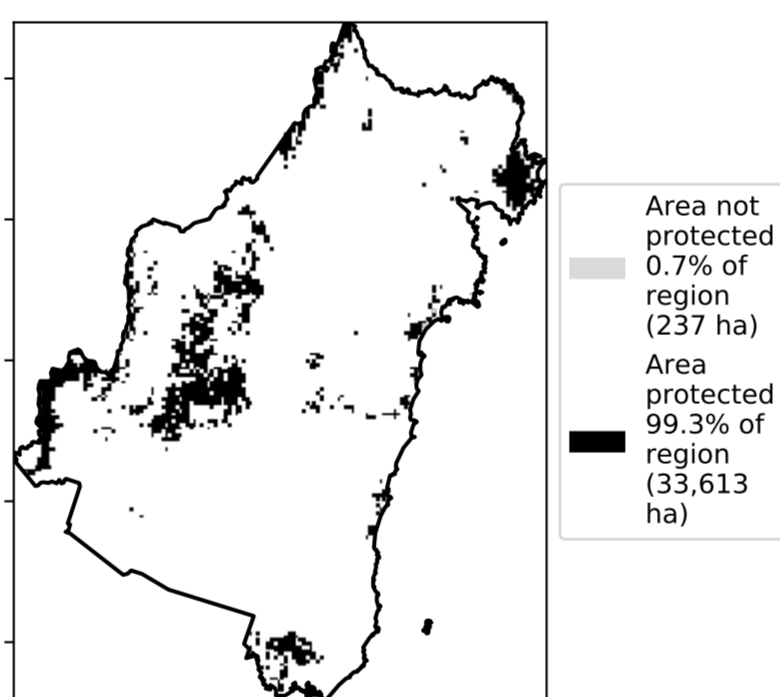 Area not
protected
0.7% of
region
(237 ha)
Area
protected
99.3% of
region
(33,613
ha)